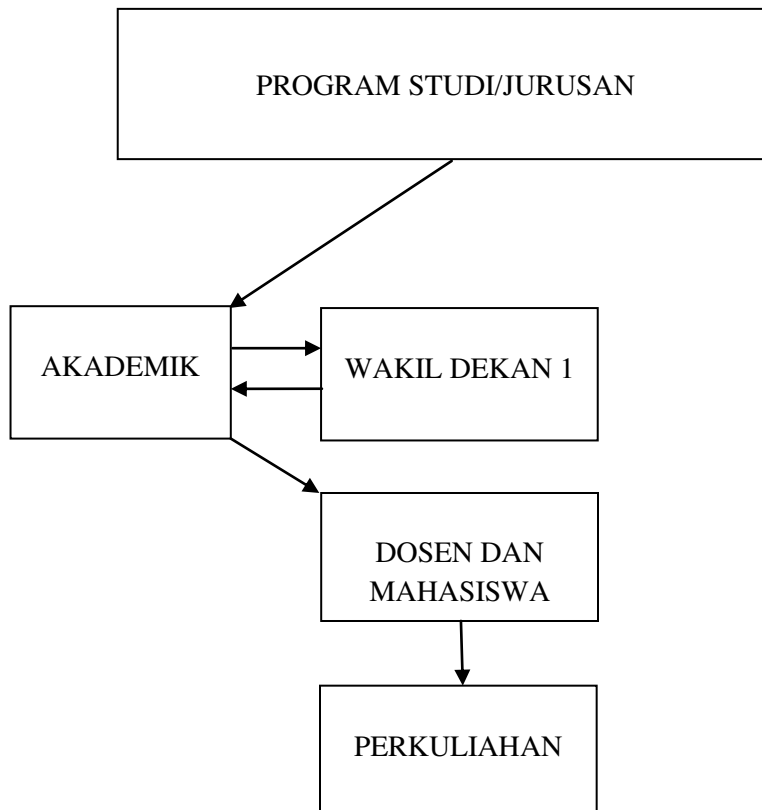 PROGRAM STUDI/JURUSAN
AKADEMIK
WAKIL DEKAN 1
DOSEN DAN
MAHASISWA
PERKULIAHAN